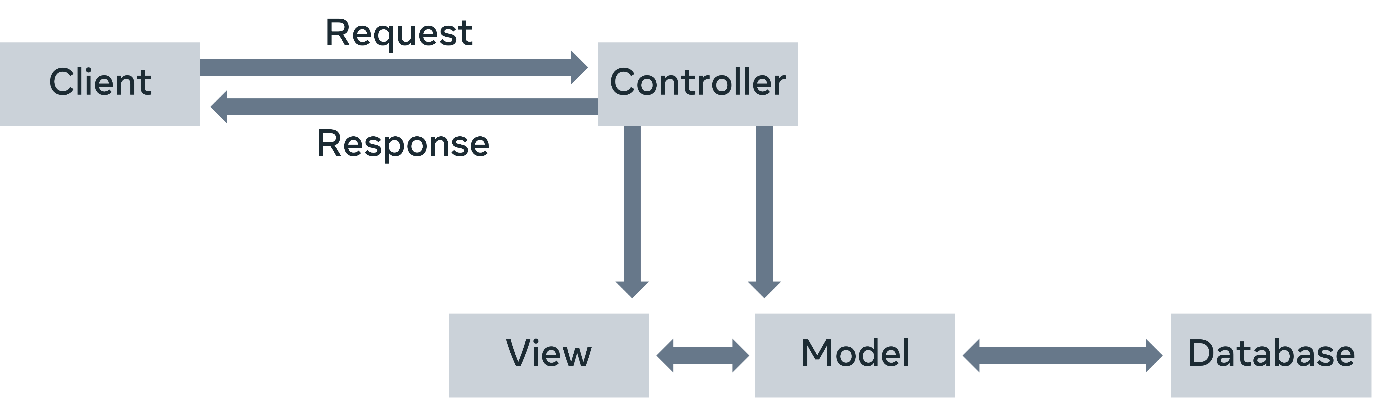 Request
Client
Controller
Response
View
Model
Database